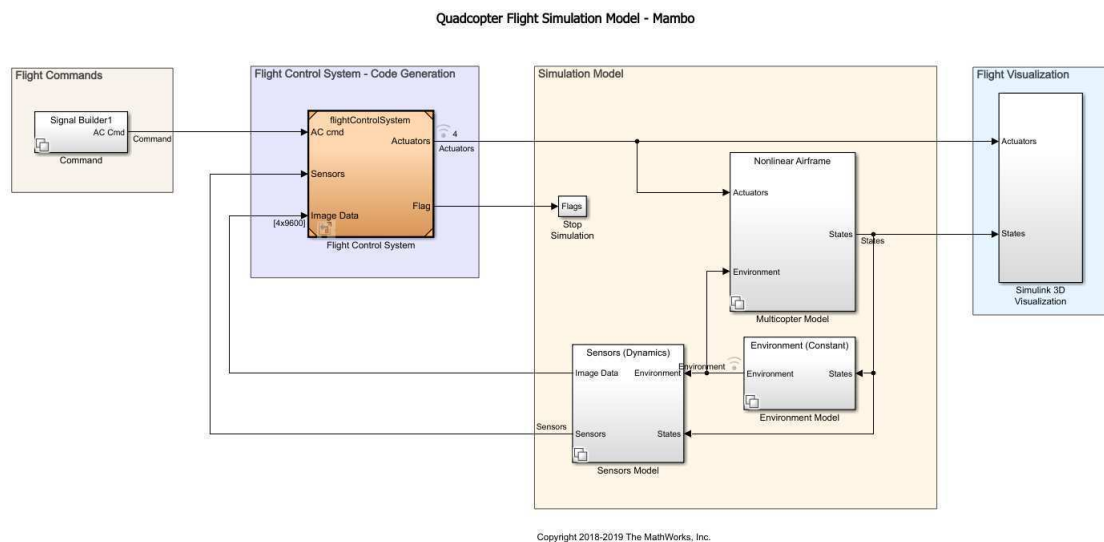 Quadcopter Flight Simulation Model - Mambo
Flight Commands
Signal Builder1
AC Cmd
Command
Command
Flight Control System - Code Generation
flightControlSystem
AC cmd
Actuators
4
Actuators
Sensors
Flag
Image Data
[4x9600]
Flight Control System
Simulation Model
Flags
Stop
Simulation
Nonlinear Airframe
Actuators
States
States
Environment
Multicopter Model
Sensors (Dynamics)
Image Data
Environment
Sensors
Sensors
States
Sensors Model
Environment (Constant)
Environment
Environment
States
Environment Model
Flight Visualization
Actuators
States
Simulink 3D
Visualization
Copyright 2018-2019 The MathWorks, Inc.